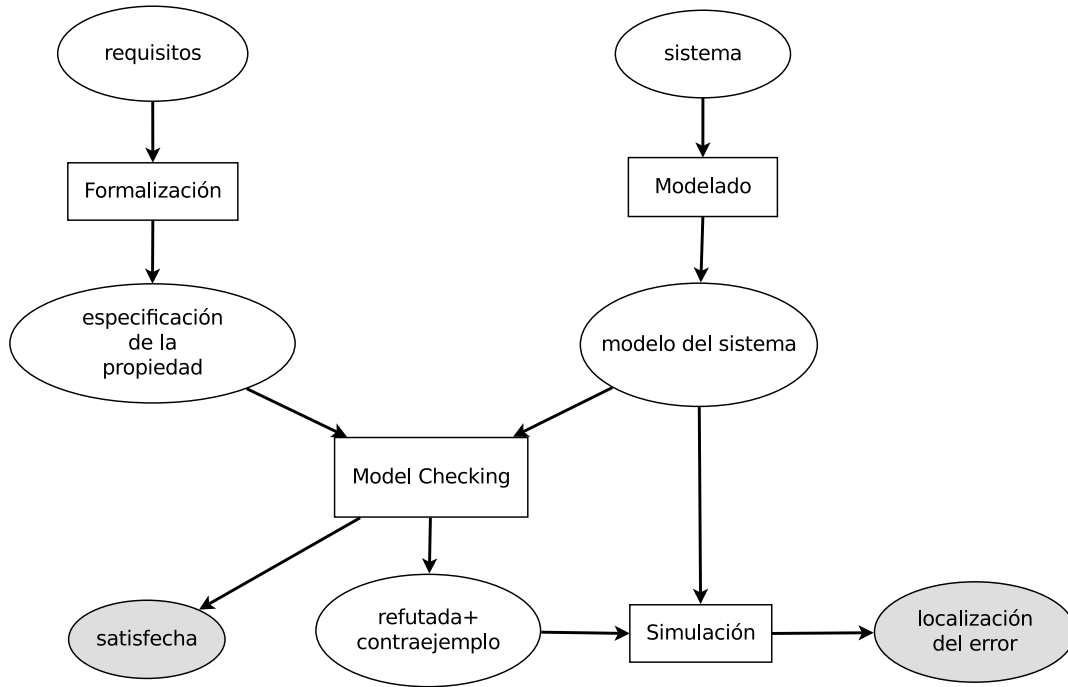 requisitos
sistema
Formalización
Modelado
especificación
de la
propiedad
modelo del sistema
Model Checking
satisfecha
refutada+
contraejemplo
Simulación
localización
del error